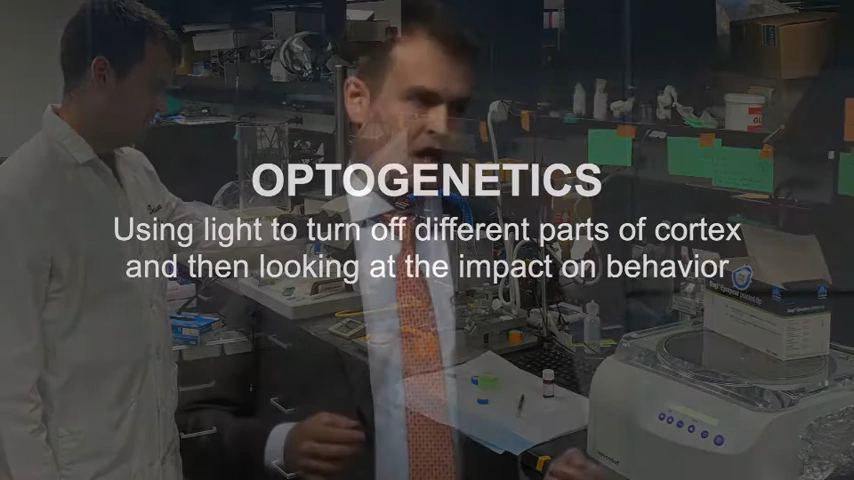 OPTOGENETICS
Using light to turn off different parts of cortex
and then looking at the impact on behavior